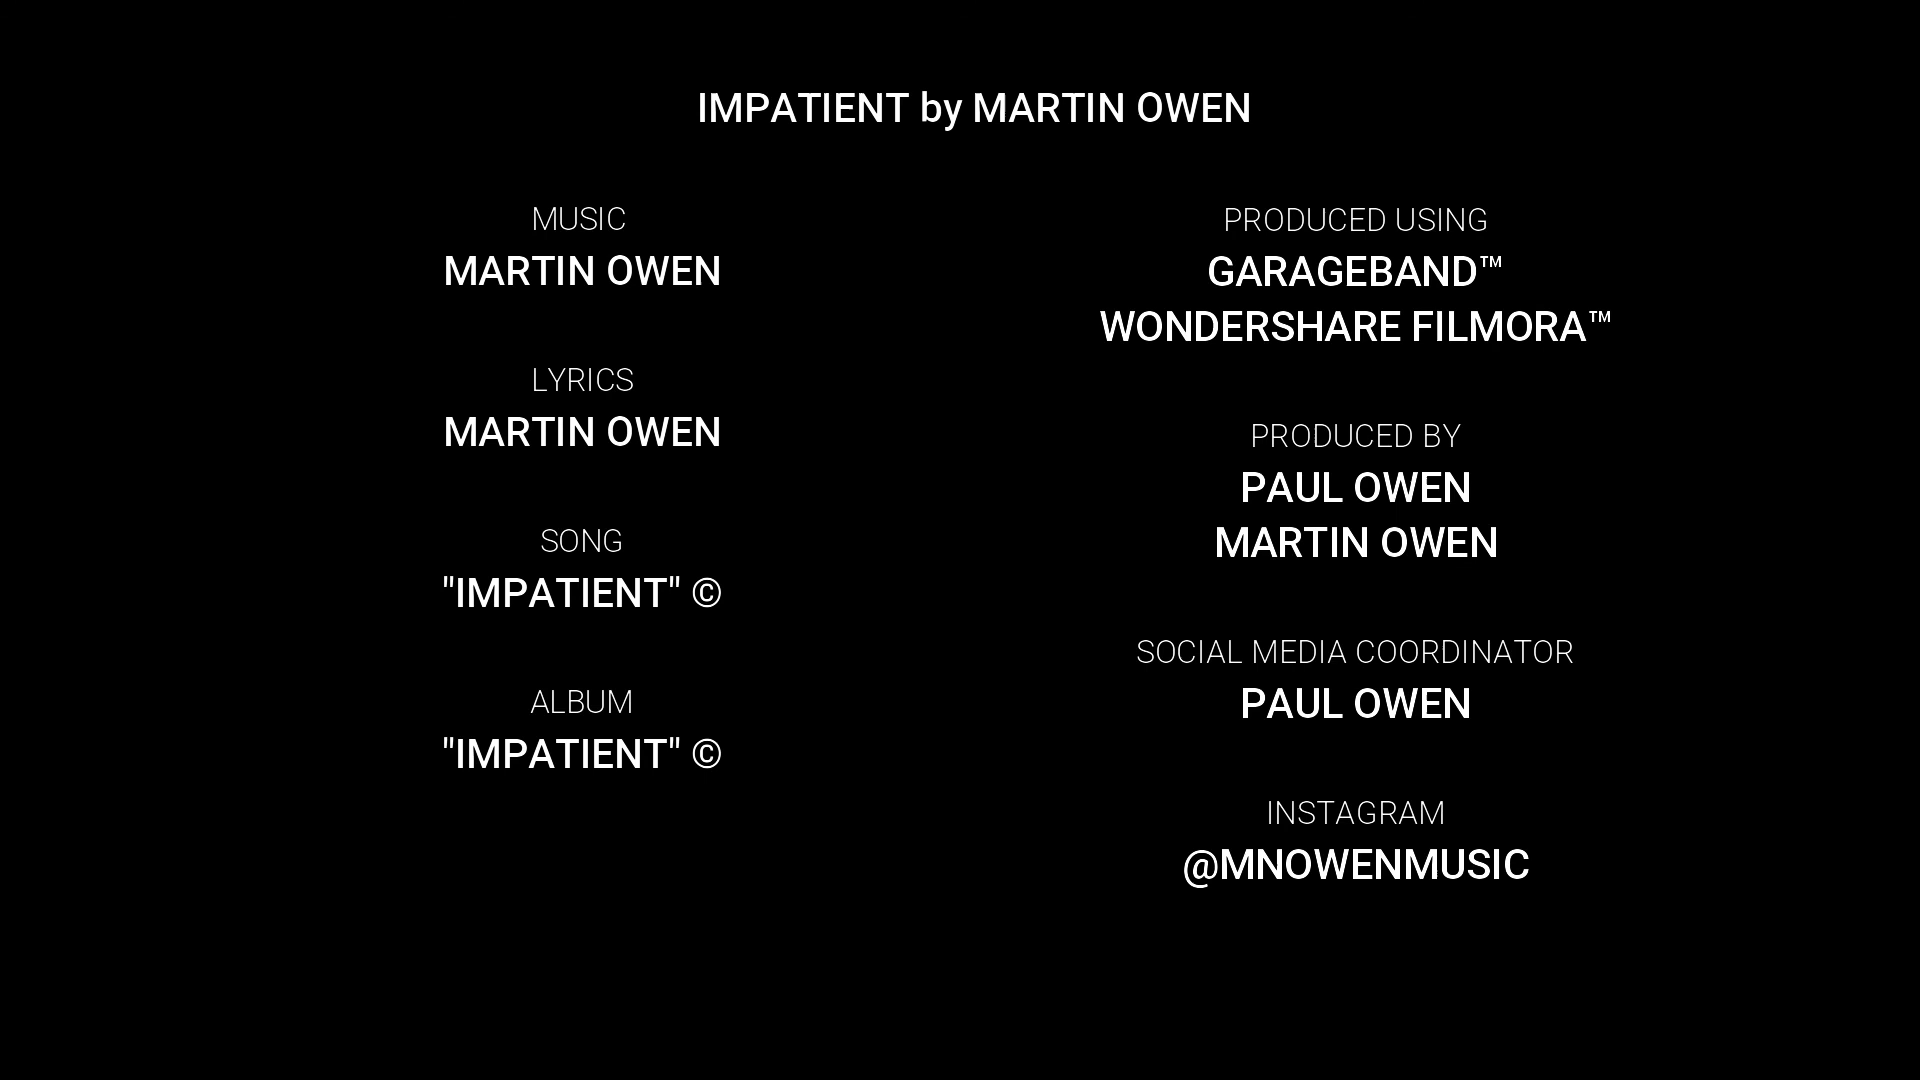 IMPATIENT by MARTIN OWEN
MUSIC
MARTIN OWEN
LYRICS
MARTIN OWEN
SONG
"IMPATIENT" ©
ALBUM
"IMPATIENT" ©
PRODUCED USING
GARAGEBAND™
WONDERSHARE FILMORA™
PRODUCED BY
PAUL OWEN
MARTIN OWEN
SOCIAL MEDIA COORDINATOR
PAUL OWEN
INSTAGRAM
@MNOWENMUSIC